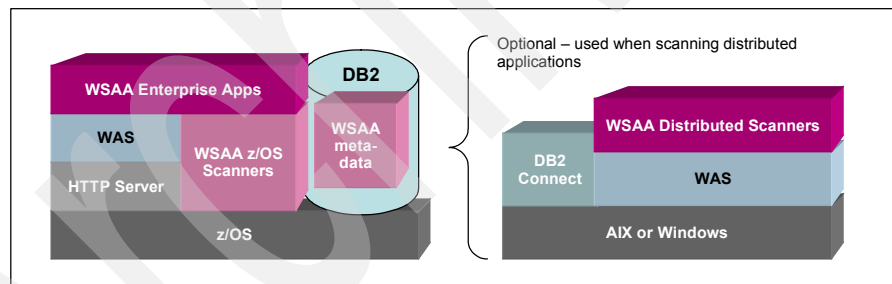 Optional – used when scanning distributed
applications
DB2
WSAA Enterprise Apps
WAS
WSAA z/OS
Scanners
HTTP Server
WSAA
meta-
data
z/OS
WSAA Distributed Scanners
DB2
Connect
WAS
AIX or Windows